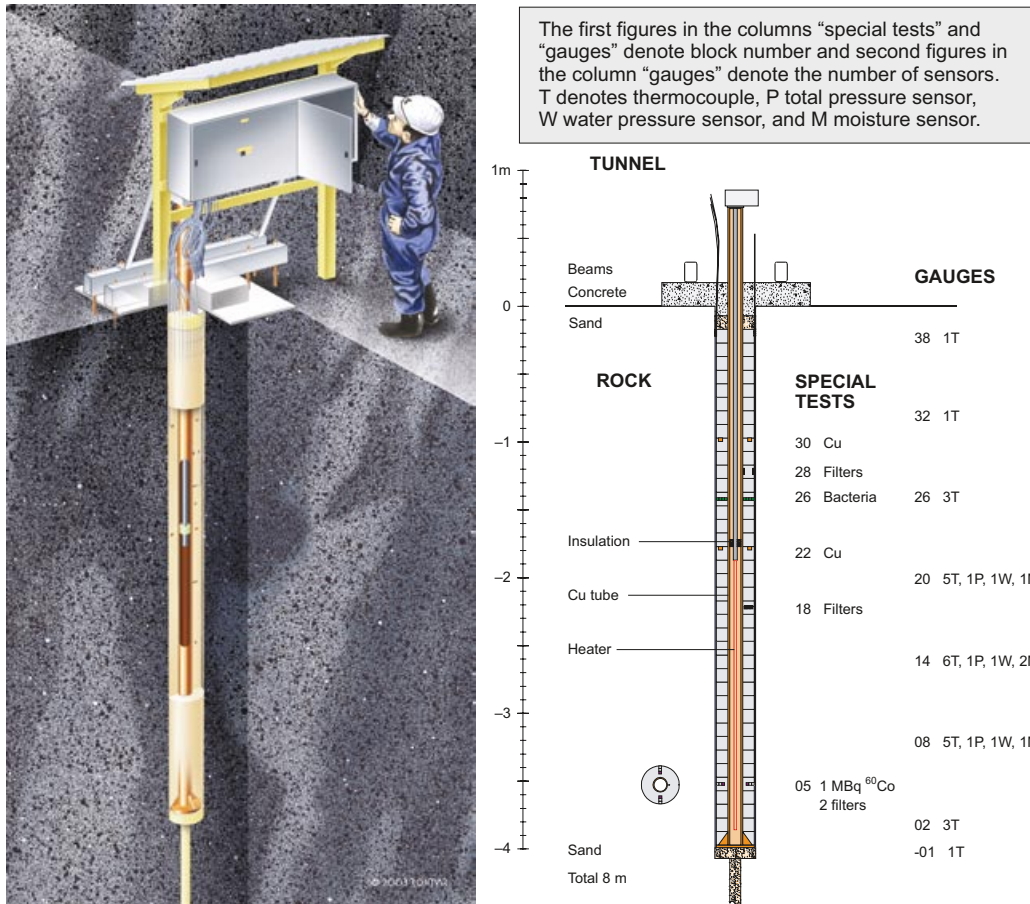 The first figures in the columns “special tests” and
“gauges” denote block number and second figures in
the column “gauges” denote the number of sensors.
T denotes thermocouple, P total pressure sensor,
W water pressure sensor, and M moisture sensor.
1m
TUNNEL
Beams
GAUGES
Concrete
0
Sand
38 1T
ROCK
SPECIAL
TESTS
32 1T
–1
30 Cu
28 Filters
26 Bacteria
26 3T
Insulation
22 Cu
–2
20 5T, 1P, 1W, 1
Cu tube
18 Filters
Heater
14 6T, 1P, 1W, 2
–3
08 5T, 1P, 1W, 1
05 1 MBq ⁶⁰Co
2 filters
02 3T
–4
Sand
-01 1T
Total 8 m